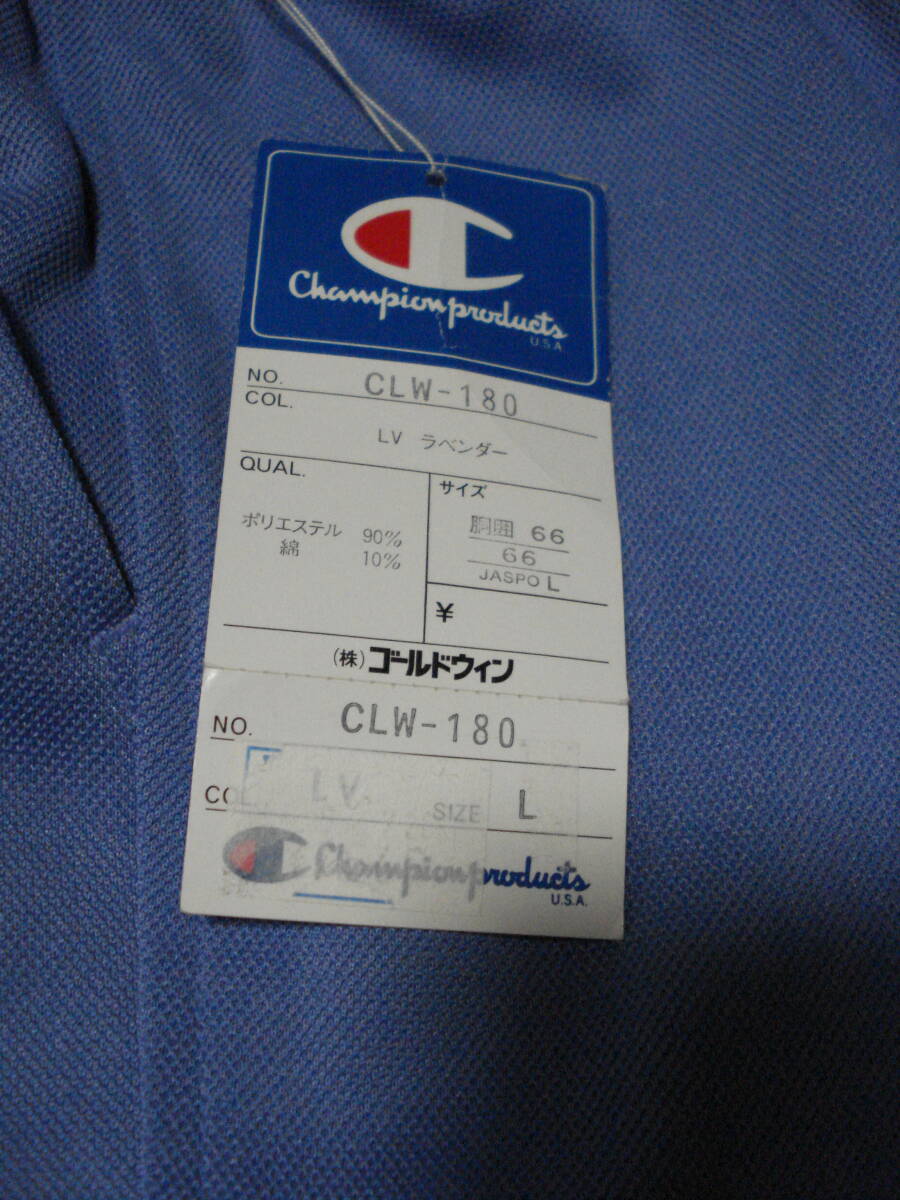 Champion products
U.S.A.
NO. CLW-180
COL.
LV ラベンダー
QUAL.
ポリエステル 90%
綿 10%
サイズ
胸囲 66
66
JASPO L
¥
(株)ゴールドウィン
NO. CLW-180
COL. LV. SIZE L
Champion products
U.S.A.